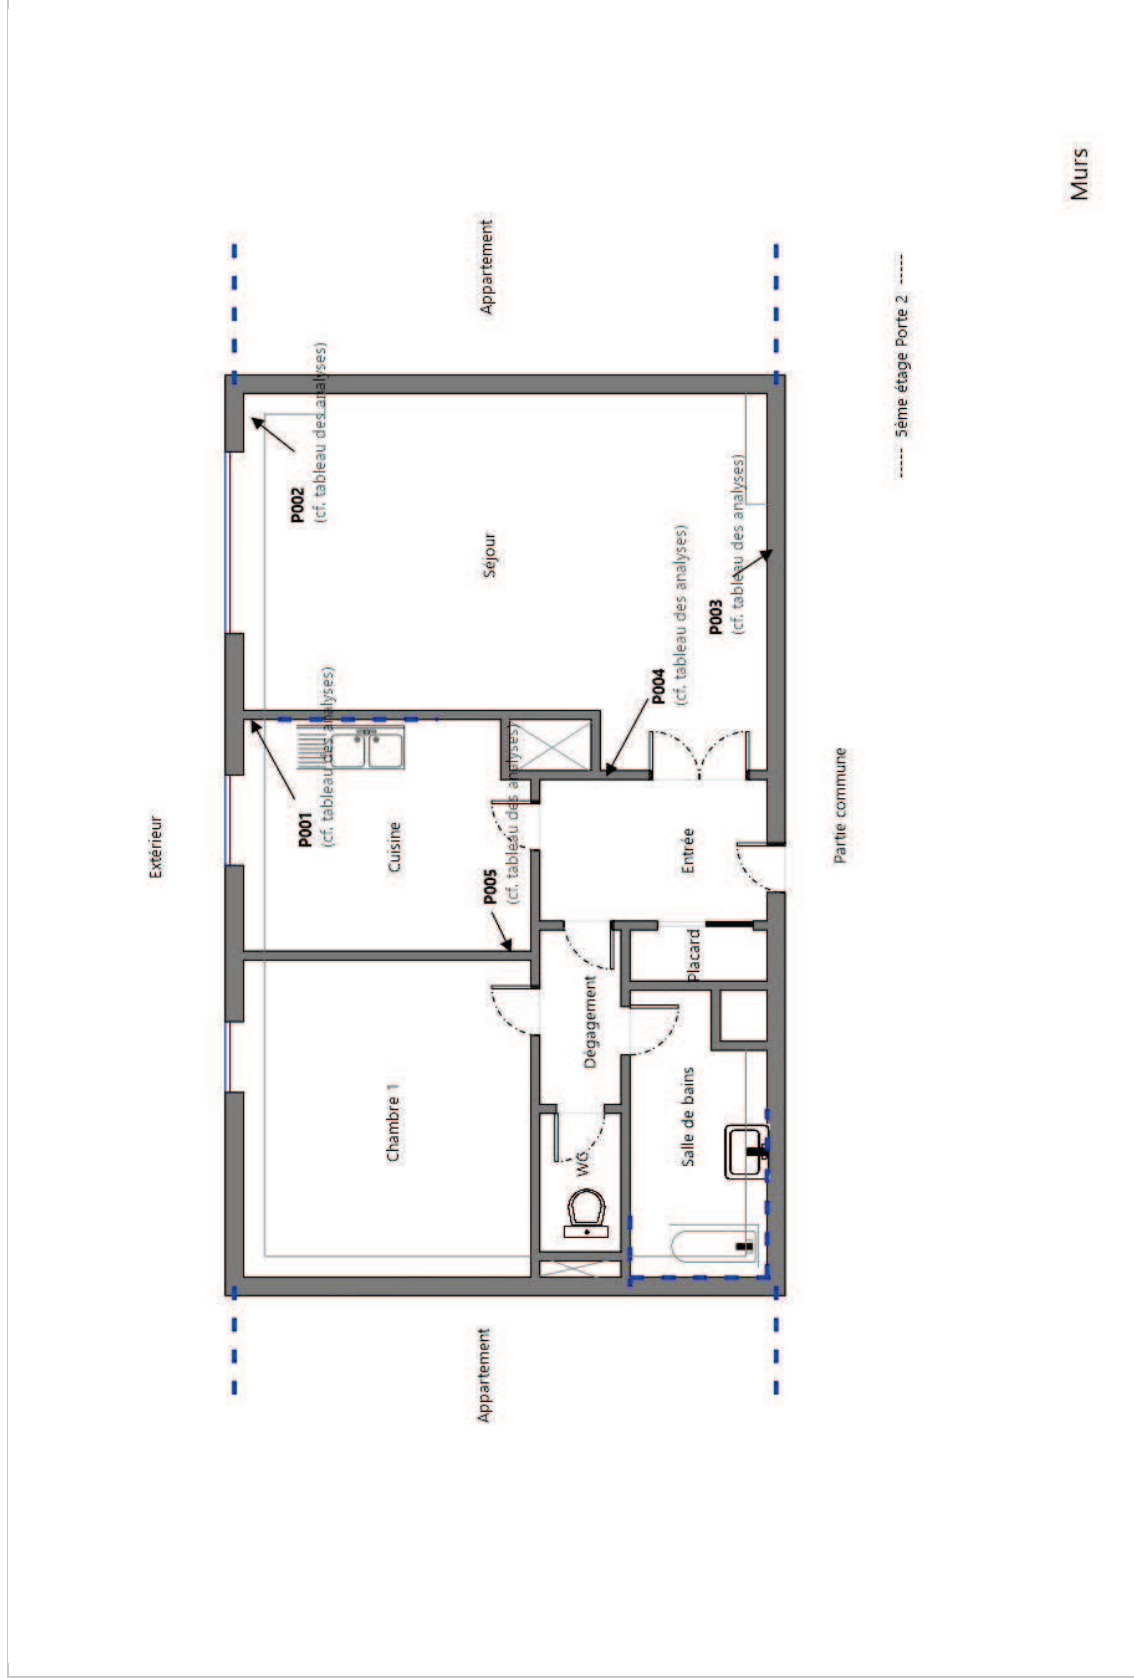 Extérieur
Appartement
Appartement
P001
(cf. tableau des analyses)
P002
(cf. tableau des analyses)
Chambre 1
Cuisine
Séjour
P005
(cf. tableau des analyses)
WC
Dégagement
P004
(cf. tableau des analyses)
Salle de bains
Placard
Entrée
P003
(cf. tableau des analyses)
Partie commune
----- 5ème étage Porte 2 -----
Murs